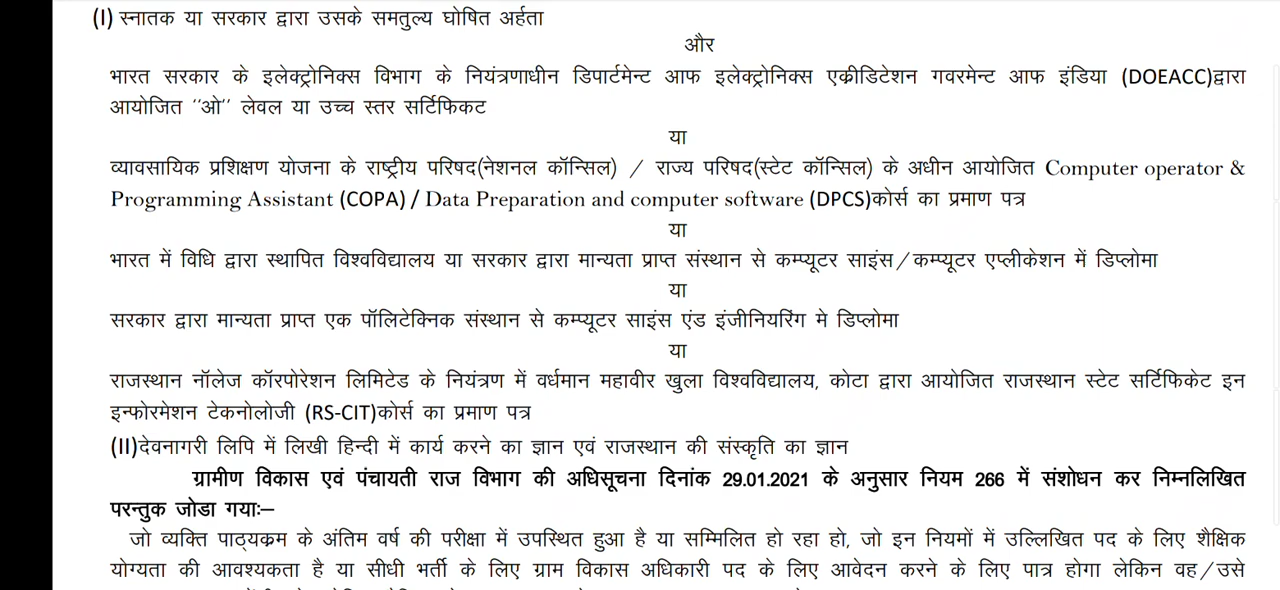 (I) स्नातक या सरकार द्वारा उसके समतुल्य घोषित अर्हता
और
भारत सरकार के इलेक्ट्रोनिक्स विभाग के नियंत्रणाधीन डिपार्टमेन्ट आफ इलेक्ट्रोनिक्स एक्रीडिटेशन गवरमेन्ट आफ इंडिया (DOEACC)द्वारा
आयोजित ‘‘ओ’’ लेवल या उच्च स्तर सर्टिफिकट
या
व्यावसायिक प्रशिक्षण योजना के राष्ट्रीय परिषद(नेशनल कॉन्सिल) / राज्य परिषद(स्टेट कॉन्सिल) के अधीन आयोजित Computer operator &
Programming Assistant (COPA) / Data Preparation and computer software (DPCS)कोर्स का प्रमाण पत्र
या
भारत में विधि द्वारा स्थापित विश्वविद्यालय या सरकार द्वारा मान्यता प्राप्त संस्थान से कम्प्यूटर साइंस/कम्प्यूटर एप्लीकेशन में डिप्लोमा
या
सरकार द्वारा मान्यता प्राप्त एक पॉलिटेक्निक संस्थान से कम्प्यूटर साइंस एंड इंजीनियरिंग मे डिप्लोमा
या
राजस्थान नॉलेज कॉरपोरेशन लिमिटेड के नियंत्रण में वर्धमान महावीर खुला विश्वविद्यालय, कोटा द्वारा आयोजित राजस्थान स्टेट सर्टिफिकेट इन
इन्फोरमेशन टेकनोलोजी (RS-CIT)कोर्स का प्रमाण पत्र
(II)देवनागरी लिपि में लिखी हिन्दी में कार्य करने का ज्ञान एवं राजस्थान की संस्कृति का ज्ञान
ग्रामीण विकास एवं पंचायती राज विभाग की अधिसूचना दिनांक 29.01.2021 के अनुसार नियम 266 में संशोधन कर निम्नलिखित
परन्तुक जोडा गयाः–
जो व्यक्ति पाठ्यक्रम के अंतिम वर्ष की परीक्षा में उपस्थित हुआ है या सम्मिलित हो रहा हो, जो इन नियमों में उल्लिखित पद के लिए शैक्षिक
योग्यता की आवश्यकता है या सीधी भर्ती के लिए ग्राम विकास अधिकारी पद के लिए आवेदन करने के लिए पात्र होगा लेकिन वह/उसे